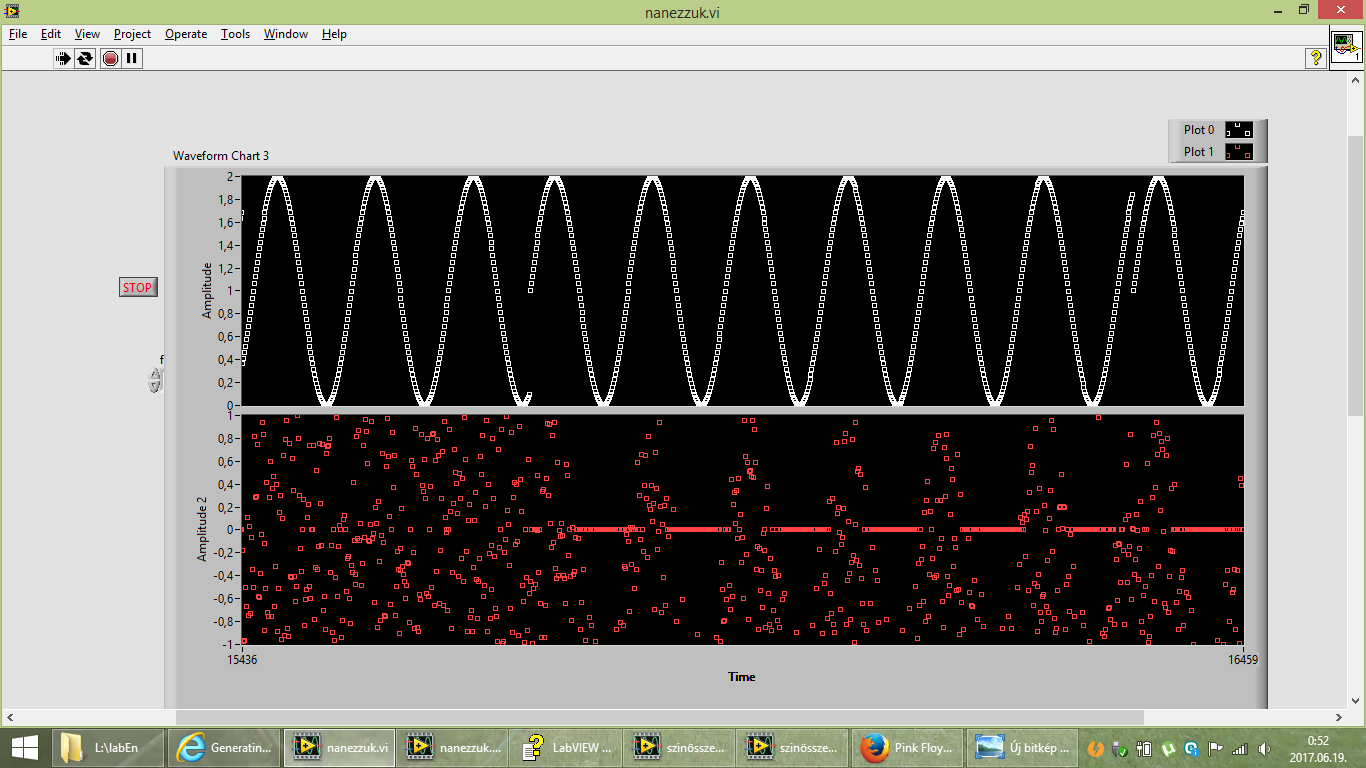 nanezzuk.vi
File Edit View Project Operate Tools Window Help
1
Plot 0
Plot 1
Waveform Chart 3
2
1,8
1,6
1,4
1,2
1
0,8
0,6
0,4
0,2
0
Amplitude
STOP
f
1
0,8
0,6
0,4
0,2
0
-0,2
-0,4
-0,6
-0,8
-1
Amplitude 2
15436
16459
Time
L:\labEn
Generatin...
nanezzuk.vi
nanezzuk....
LabVIEW ...
szinössze...
szinössze...
Pink Floy...
Új bitkép ...
0:52
2017.06.19.